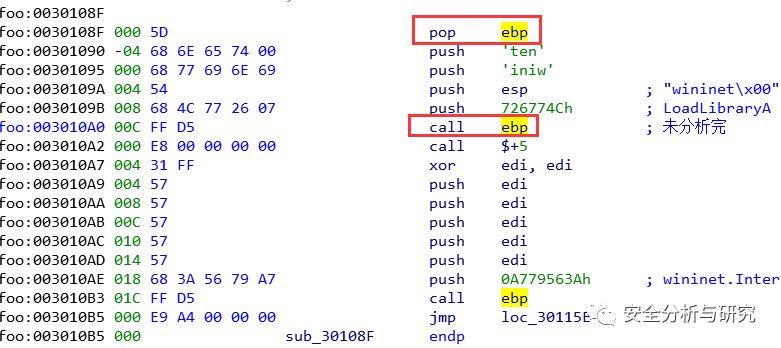 foo:0030108F
foo:0030108F 000 5D pop ebp
foo:00301090 -04 68 6E 65 74 00 push 'ten'
foo:00301095 000 68 77 69 6E 69 push 'iniw'
foo:0030109A 004 54 push esp ; "wininet\x00"
foo:0030109B 008 68 4C 77 26 07 push 726774Ch ; LoadLibraryA
foo:003010A0 00C FF D5 call ebp ; 未分析完
foo:003010A2 000 E8 00 00 00 00 call $+5
foo:003010A7 004 31 FF xor edi, edi
foo:003010A9 004 57 push edi
foo:003010AA 008 57 push edi
foo:003010AB 00C 57 push edi
foo:003010AC 010 57 push edi
foo:003010AD 014 57 push edi
foo:003010AE 018 68 3A 56 79 A7 push 0A779563Ah ; wininet.Inter
foo:003010B3 01C FF D5 call ebp
foo:003010B5 000 E9 A4 00 00 00 jmp loc_30115E
foo:003010B5 000 sub_30108F endp
安全分析与研究